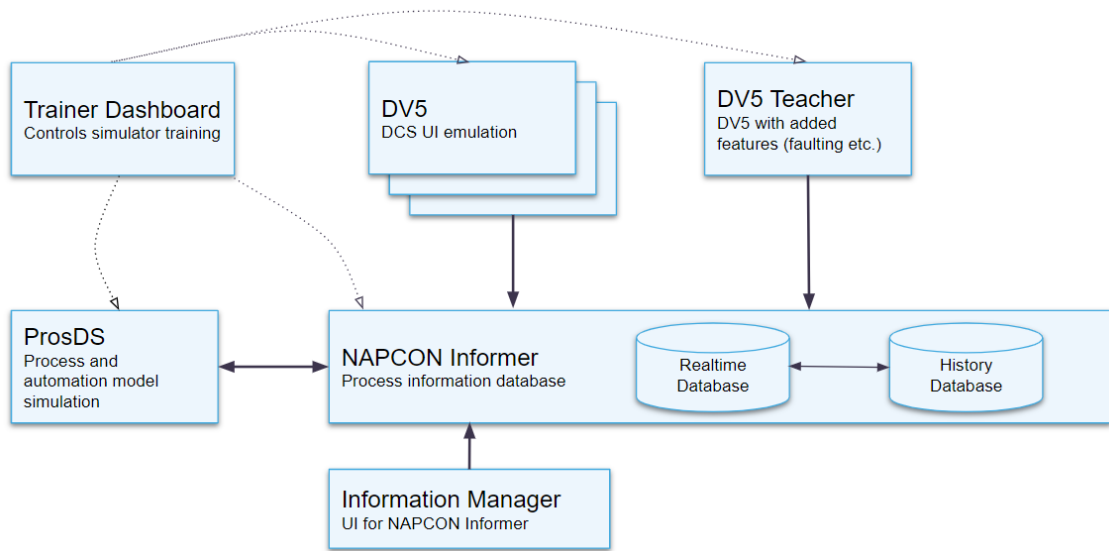 Trainer Dashboard
Controls simulator training
DV5
DCS UI emulation
DV5 Teacher
DV5 with added
features (faulting etc.)
ProsDS
Process and
automation model
simulation
NAPCON Informer
Process information database
Realtime
Database
History
Database
Information Manager
UI for NAPCON Informer